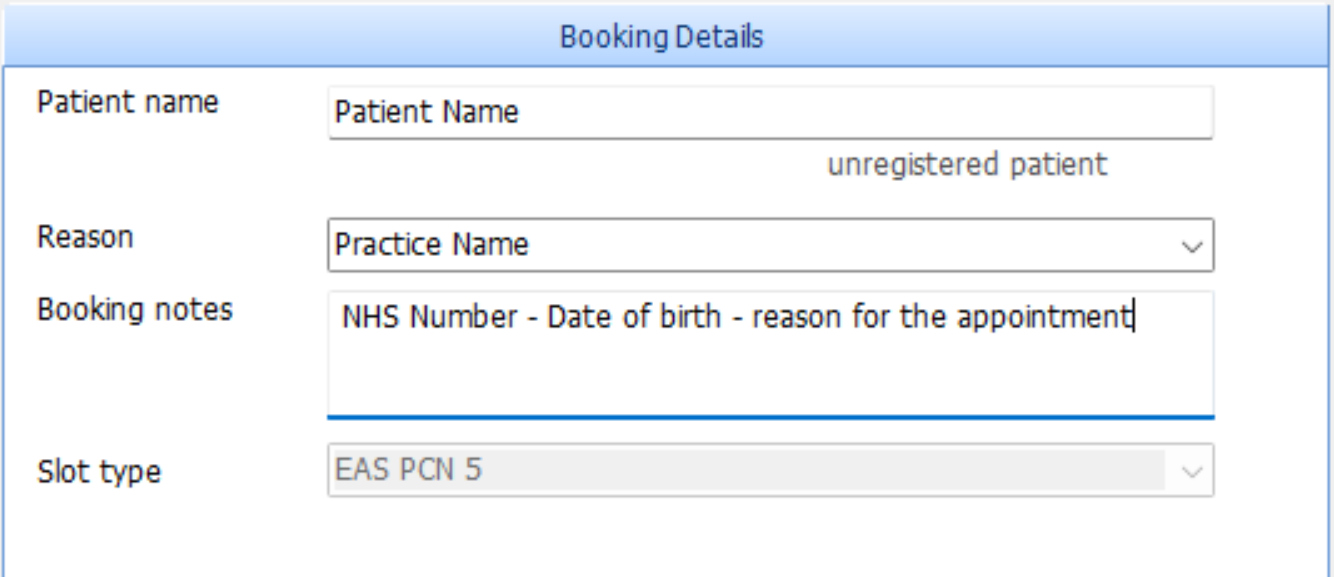 Booking Details
Patient name
Patient Name
unregistered patient
Reason
Practice Name
Booking notes
NHS Number - Date of birth - reason for the appointment
Slot type
EAS PCN 5